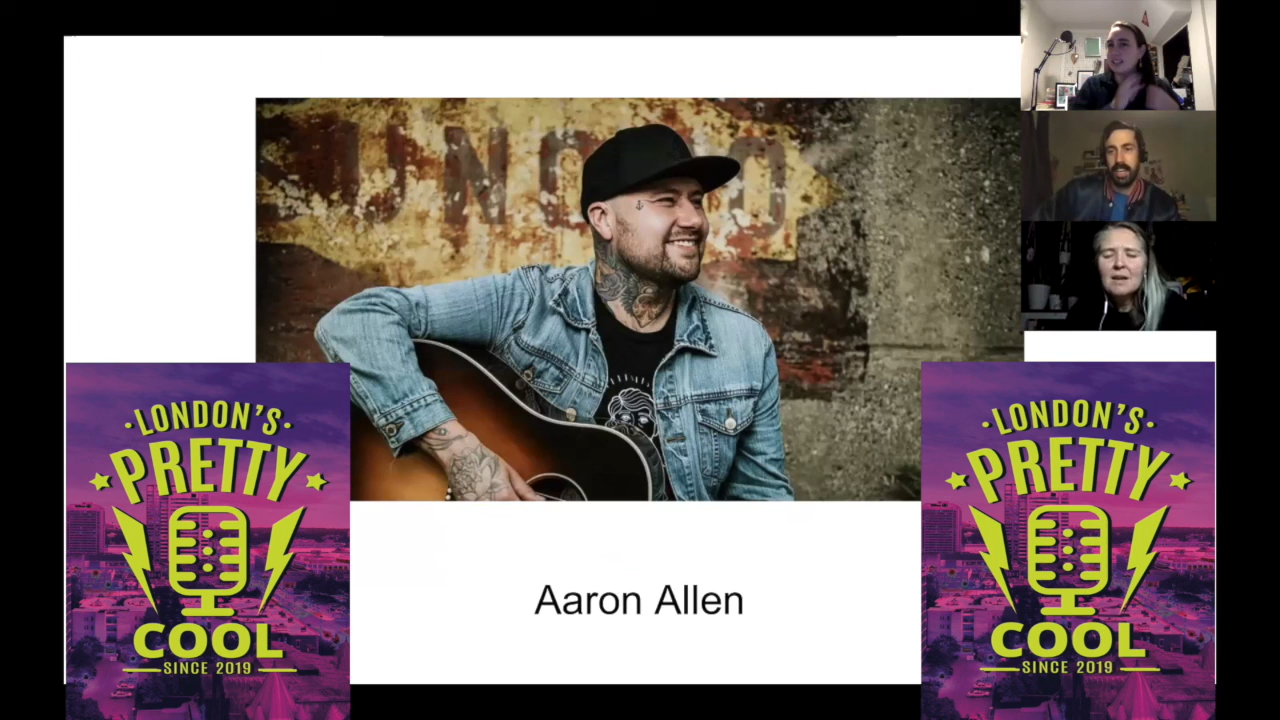 ·LONDON'S·
PRETTY
COOL
SINCE 2019
Aaron Allen
·LONDON'S·
PRETTY
COOL
SINCE 2019